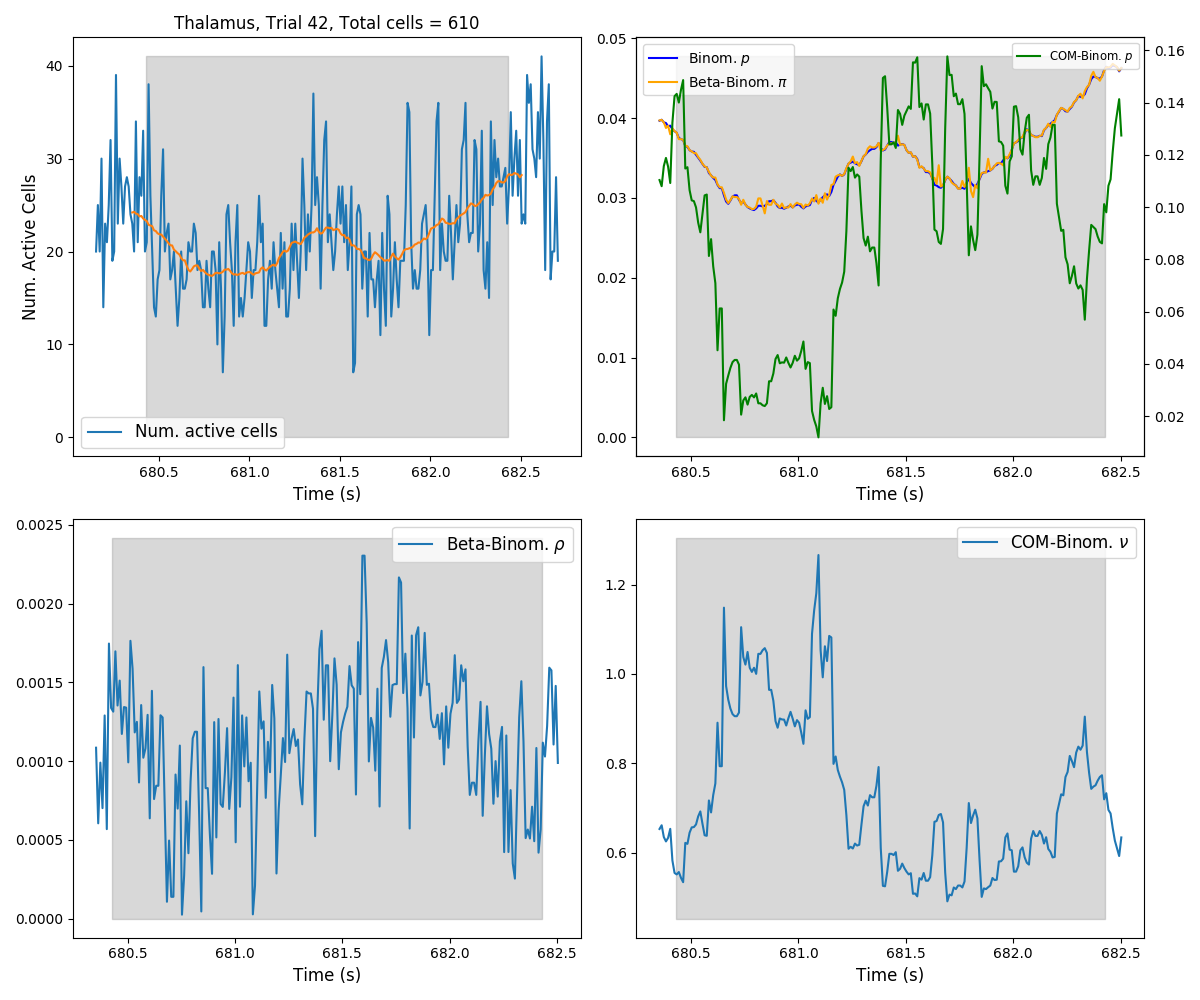 Thalamus, Trial 42, Total cells = 610
Num. Active Cells
40
30
20
10
0
Num. active cells
680.5 681.0 681.5 682.0 682.5
Time (s)
0.05
0.04
0.03
0.02
0.01
0.00
Binom. p
Beta-Binom. π
COM-Binom. p
0.16
0.14
0.12
0.10
0.08
0.06
0.04
0.02
680.5 681.0 681.5 682.0 682.5
Time (s)
0.0025
0.0020
0.0015
0.0010
0.0005
0.0000
Beta-Binom. ρ
680.5 681.0 681.5 682.0 682.5
Time (s)
1.2
1.0
0.8
0.6
COM-Binom. ν
680.5 681.0 681.5 682.0 682.5
Time (s)